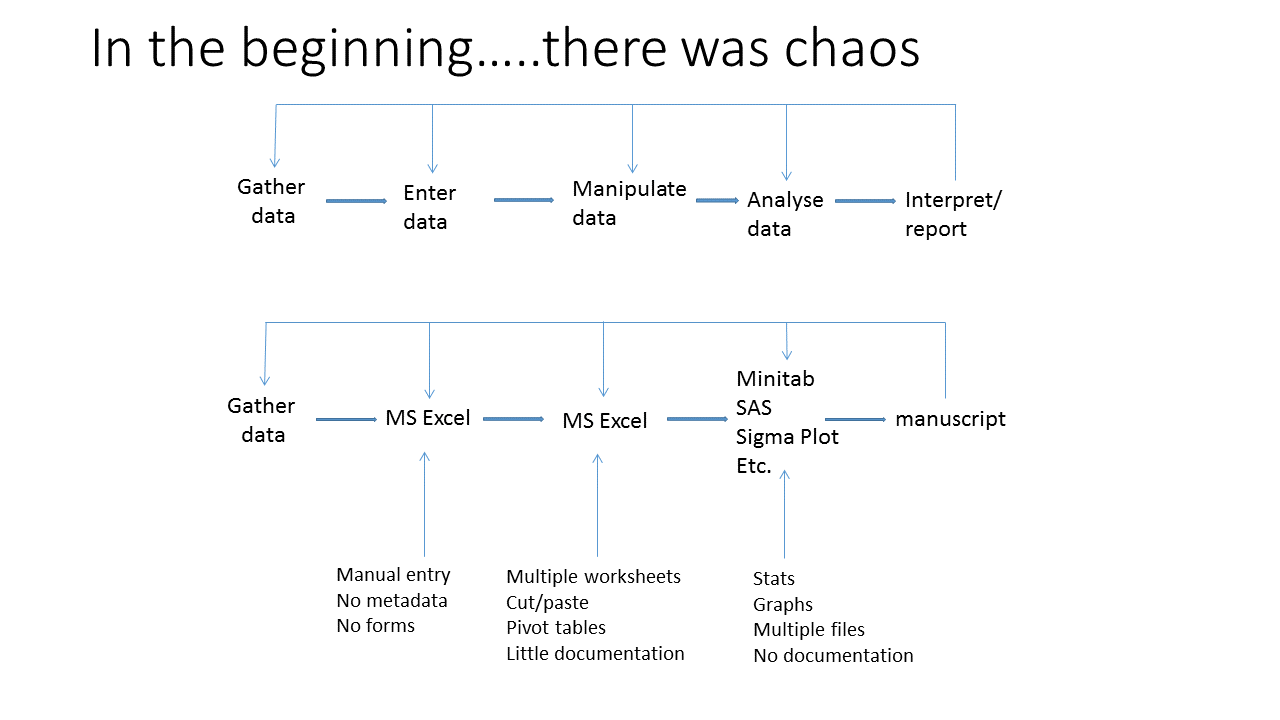 In the beginning.....there was chaos
Gather
data
Enter
data
Manipulate
data
Analyse
data
Interpret/
report
Gather
data
MS Excel
MS Excel
Minitab
SAS
Sigma Plot
Etc.
manuscript
Manual entry
No metadata
No forms
Multiple worksheets
Cut/paste
Pivot tables
Little documentation
Stats
Graphs
Multiple files
No documentation